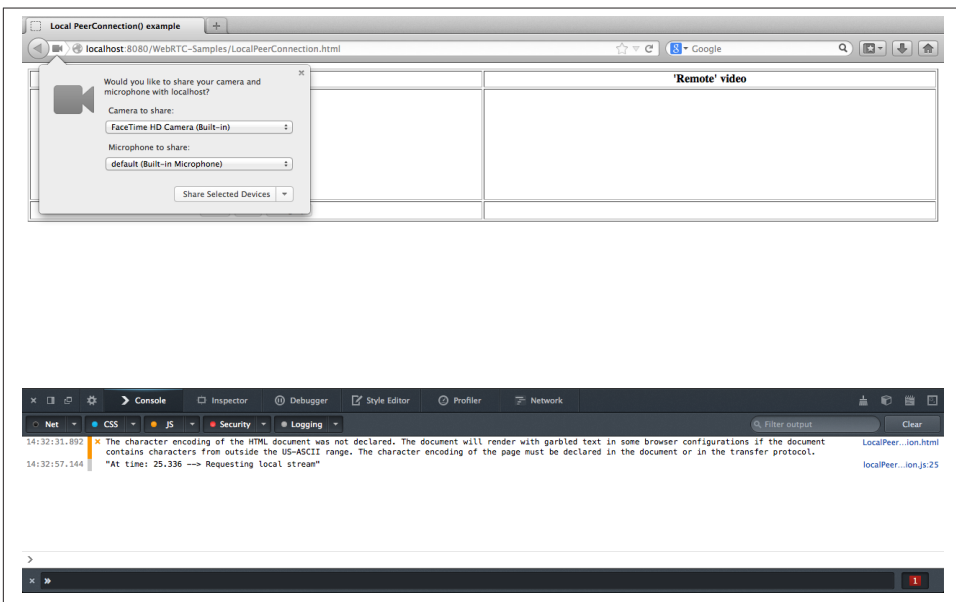 Local PeerConnection() example
+
localhost:8080/WebRTC-Samples/LocalPeerConnection.html
8 Google
Would you like to share your camera and
microphone with localhost?
Camera to share:
FaceTime HD Camera (Built-in)
Microphone to share:
default (Built-in Microphone)
Share Selected Devices
'Remote' video
Console Inspector Debugger Style Editor Profiler Network
Net CSS JS Security Logging Filter output Clear
14:32:31.892 × The character encoding of the HTML document was not declared. The document will render with garbled text in some browser configurations if the document LocalPeer...ion.html
contains characters from outside the US-ASCII range. The character encoding of the page must be declared in the document or in the transfer protocol.
14:32:57.144 "At time: 25.336 --> Requesting local stream" localPeer...ion.js:25
>
× »
1